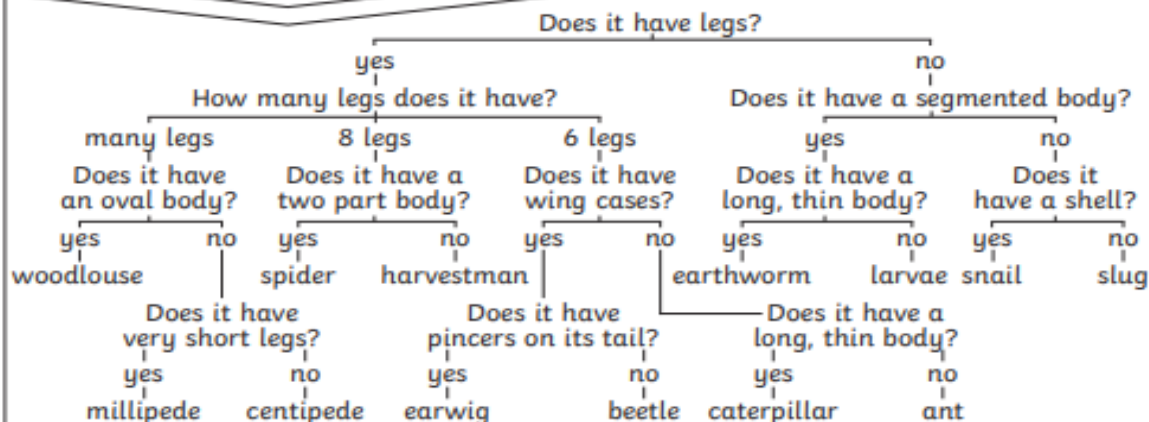 Does it have legs?
yes no
How many legs does it have? Does it have a segmented body?
many legs 8 legs 6 legs yes no
Does it have Does it have a Does it have Does it have a Does it
an oval body? two part body? wing cases? long, thin body? have a shell?
yes no yes no yes no yes no yes no
woodlouse spider harvestman earthworm larvae snail slug
Does it have Does it have Does it have a
very short legs? pincers on its tail? long, thin body?
yes no yes no yes no
millipede centipede earwig beetle caterpillar ant